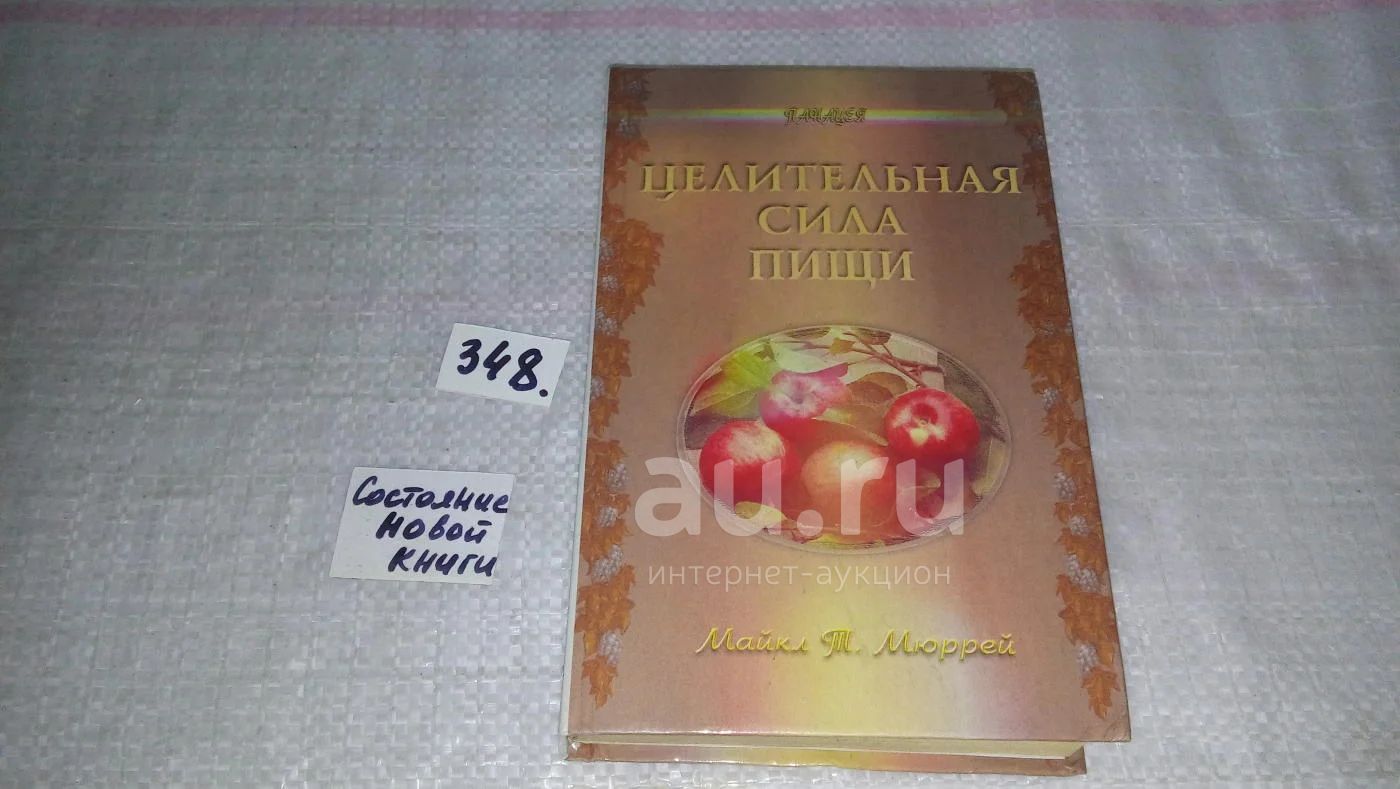 ПАНАЦЕЯ
ЦЕЛИТЕЛЬНАЯ
СИЛА
ПИЩИ
348.
Состояние
новой
книги
au.ru
интернет-аукцион
Майкл Т. Мюррей